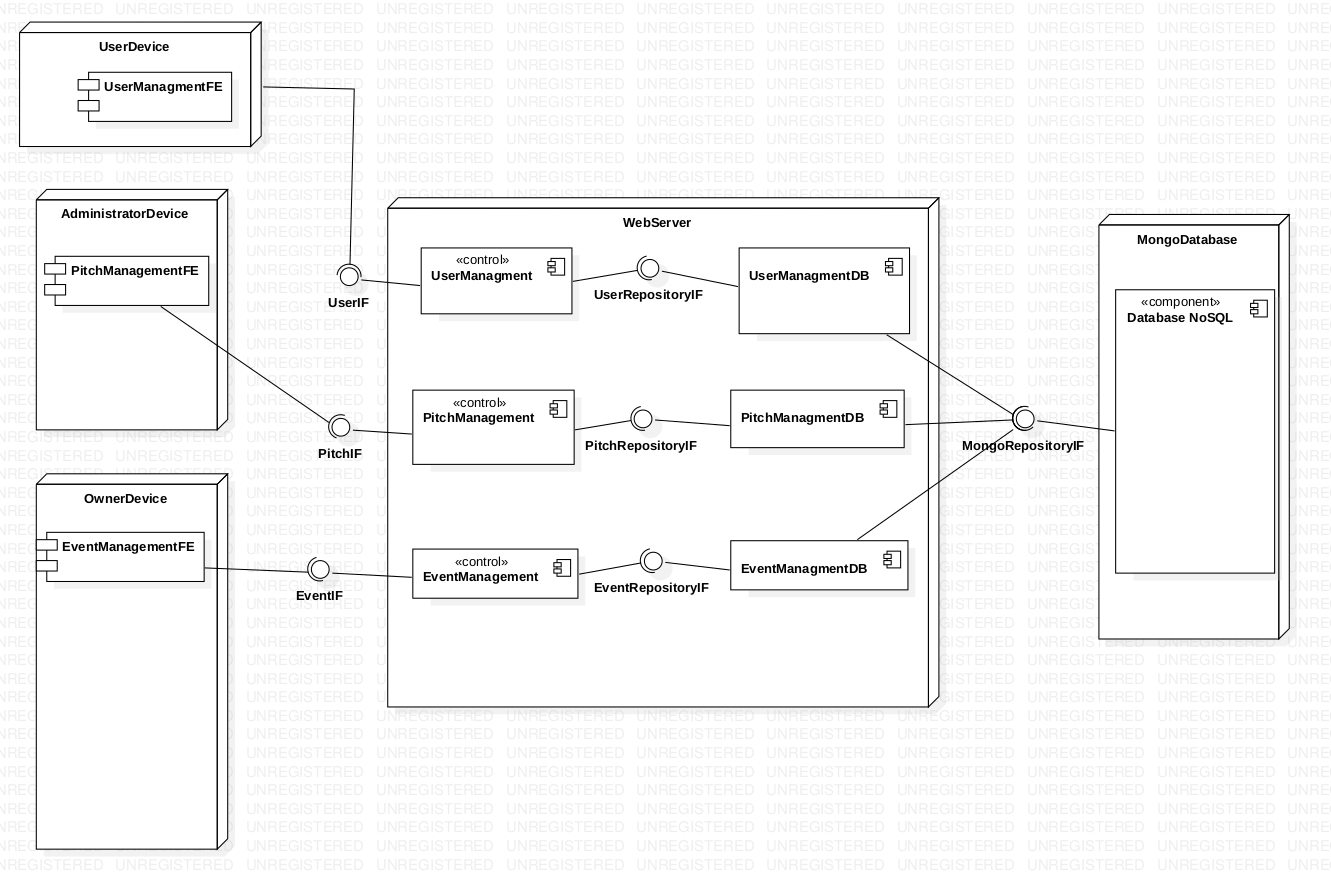 UserDevice
UserManagmentFE
AdministratorDevice
PitchManagementFE
OwnerDevice
EventManagementFE
UserIF
PitchIF
EventIF
WebServer
«control»
UserManagment
UserRepositoryIF
UserManagmentDB
«control»
PitchManagement
PitchRepositoryIF
PitchManagmentDB
«control»
EventManagement
EventRepositoryIF
EventManagmentDB
MongoRepositoryIF
MongoDatabase
«component»
Database NoSQL
UNREGISTERED